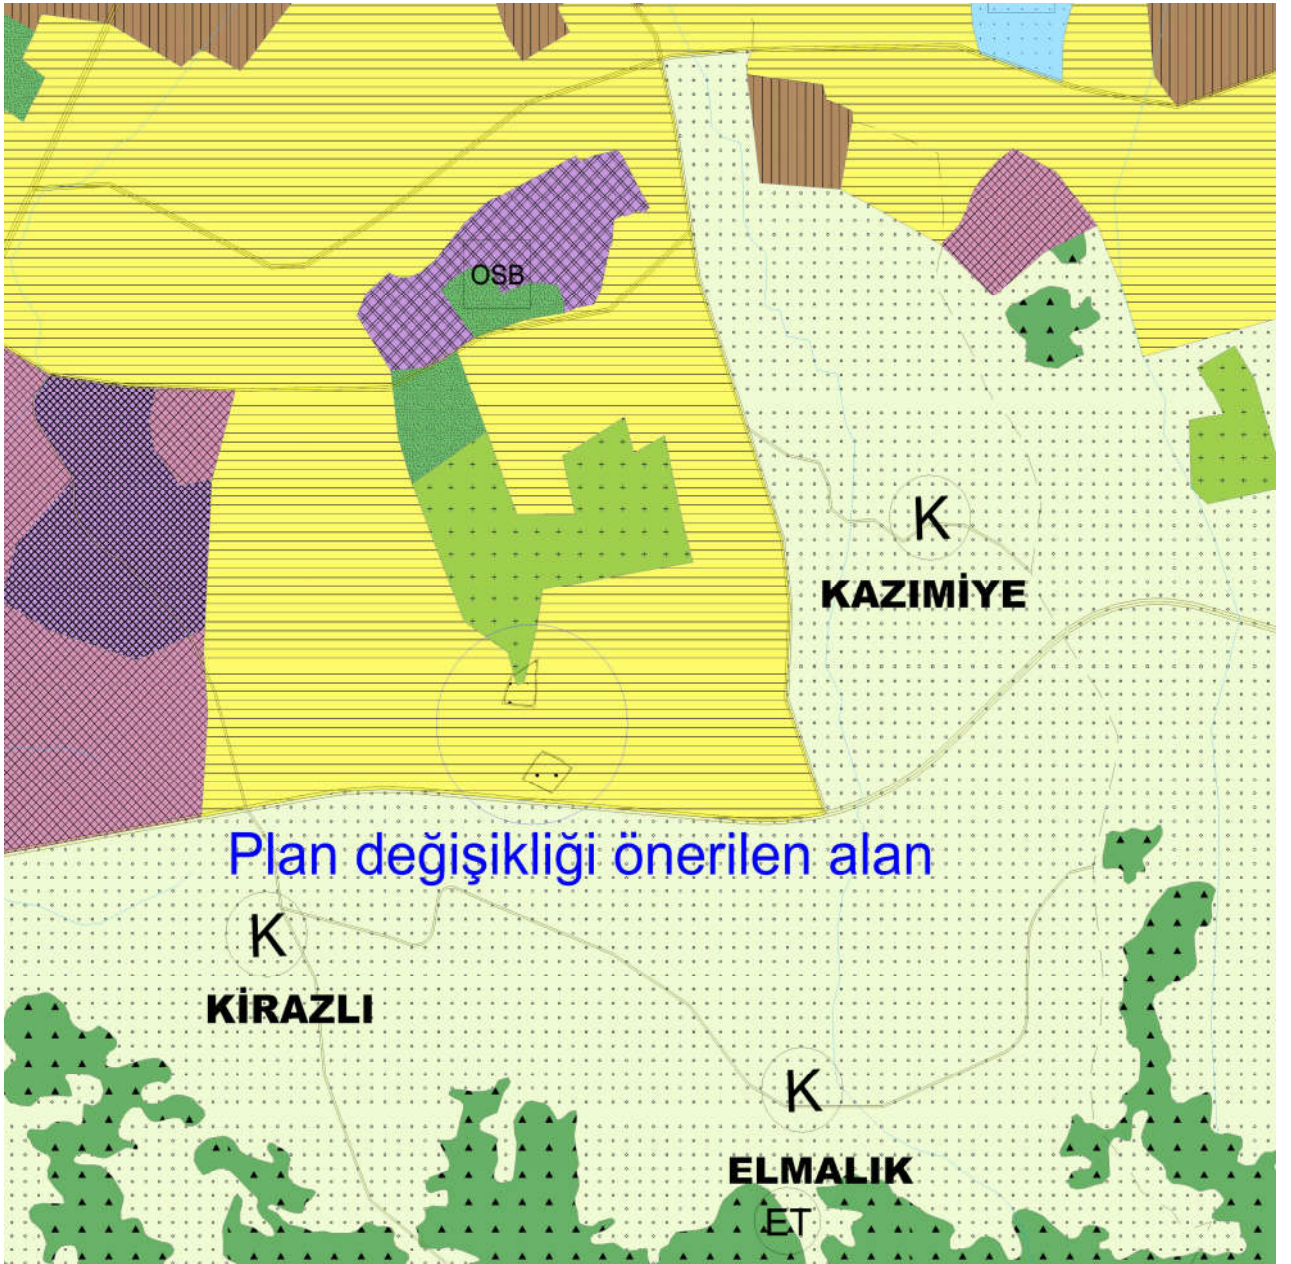 OSB
K
KAZIMİYE
Plan değişikliği önerilen alan
K
KİRAZLI
K
ELMALIK
ET